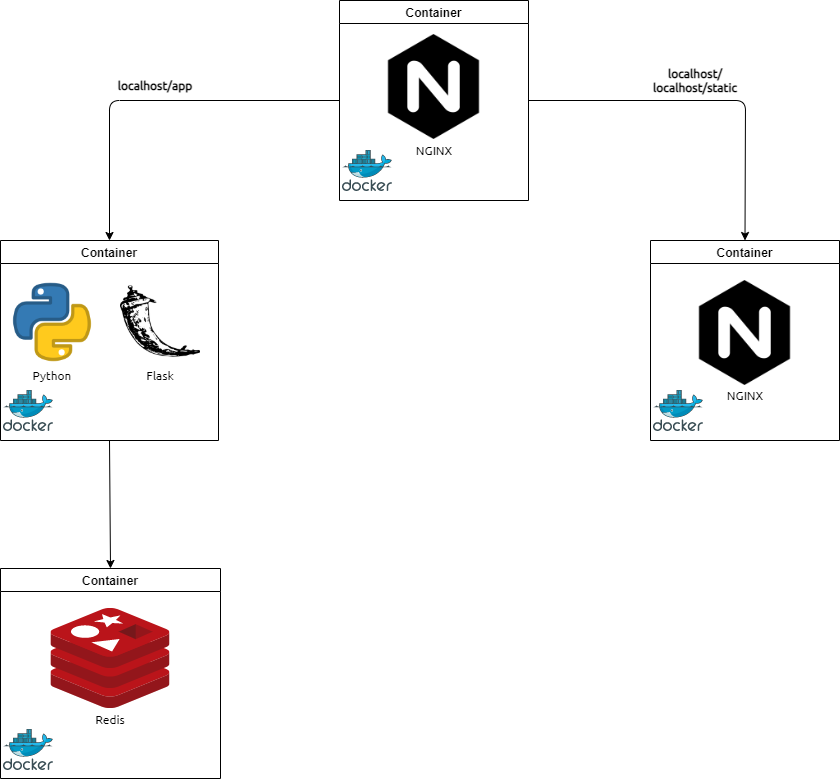 Container
NGINX
docker
localhost/app
localhost/
localhost/static
Container
Python
Flask
docker
Container
NGINX
docker
Container
Redis
docker